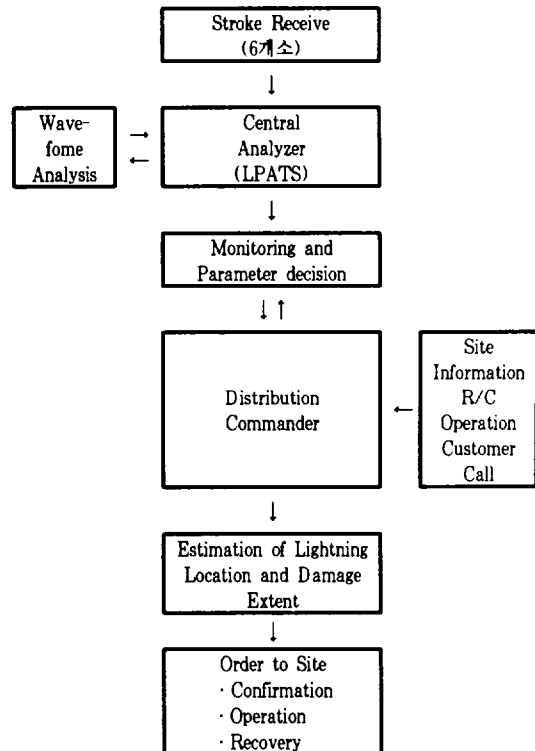 Stroke Receive
(6개소)
↓
Wave-
fome
Analysis
→
←
Central
Analyzer
(LPATS)
↓
Monitoring and
Parameter decision
↓↑
Distribution
Commander
←
Site
Information
R/C
Operation
Customer
Call
↓
Estimation of Lightning
Location and Damage
Extent
↓
Order to Site
· Confirmation
· Operation
· Recovery